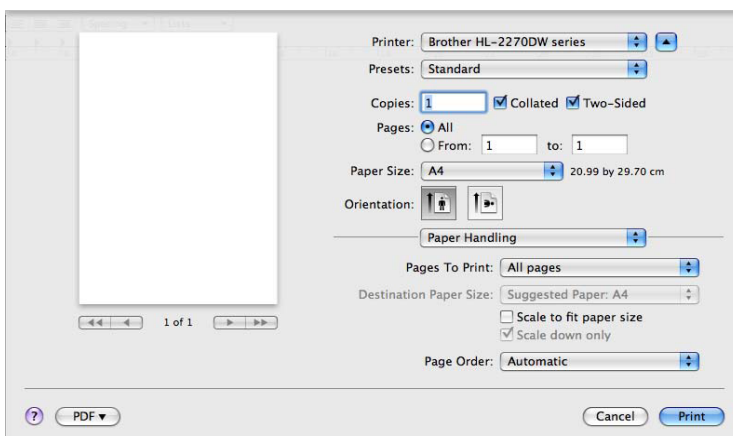 Spacing Lists
Printer: Brother HL-2270DW series
Presets: Standard
Copies: 1 Collated Two-Sided
Pages: All
From: 1 to: 1
Paper Size: A4 20.99 by 29.70 cm
Orientation:
Paper Handling
Pages To Print: All pages
Destination Paper Size: Suggested Paper: A4
Scale to fit paper size
Scale down only
Page Order: Automatic
1 of 1
? PDF Cancel Print